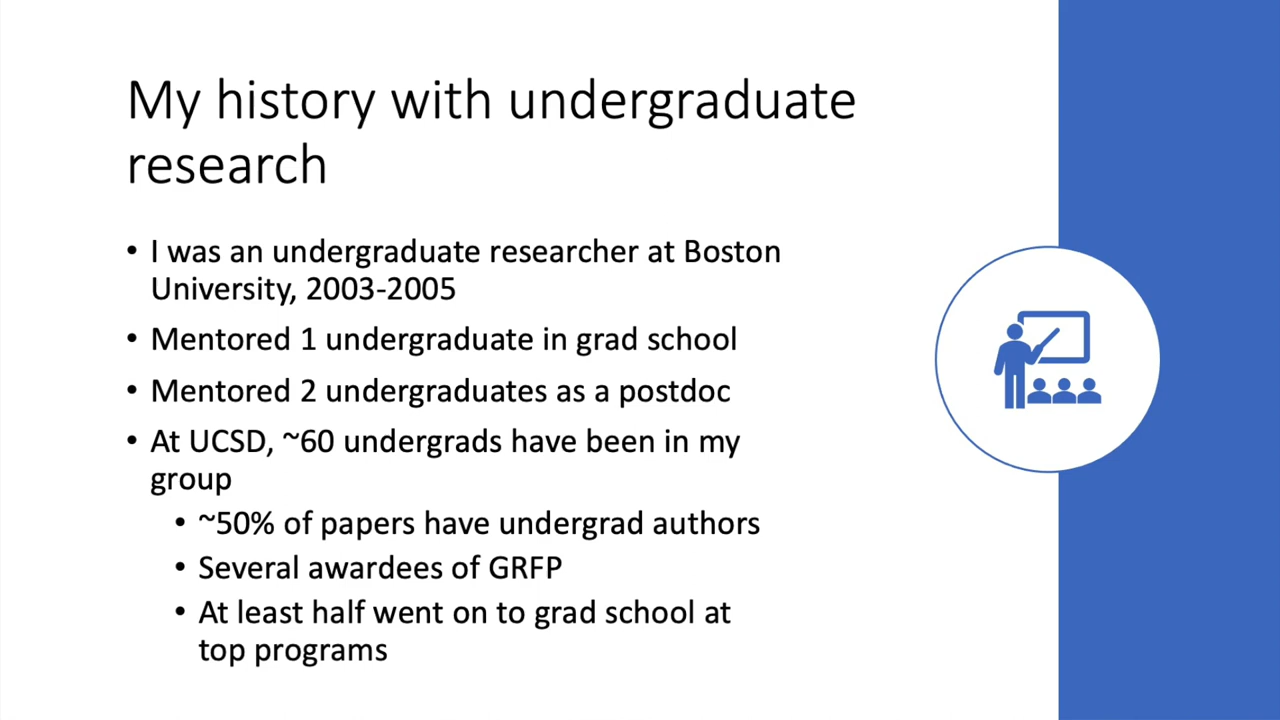 My history with undergraduate
research
• I was an undergraduate researcher at Boston
University, 2003-2005
• Mentored 1 undergraduate in grad school
• Mentored 2 undergraduates as a postdoc
• At UCSD, ~60 undergrads have been in my
group
• ~50% of papers have undergrad authors
• Several awardees of GRFP
• At least half went on to grad school at
top programs